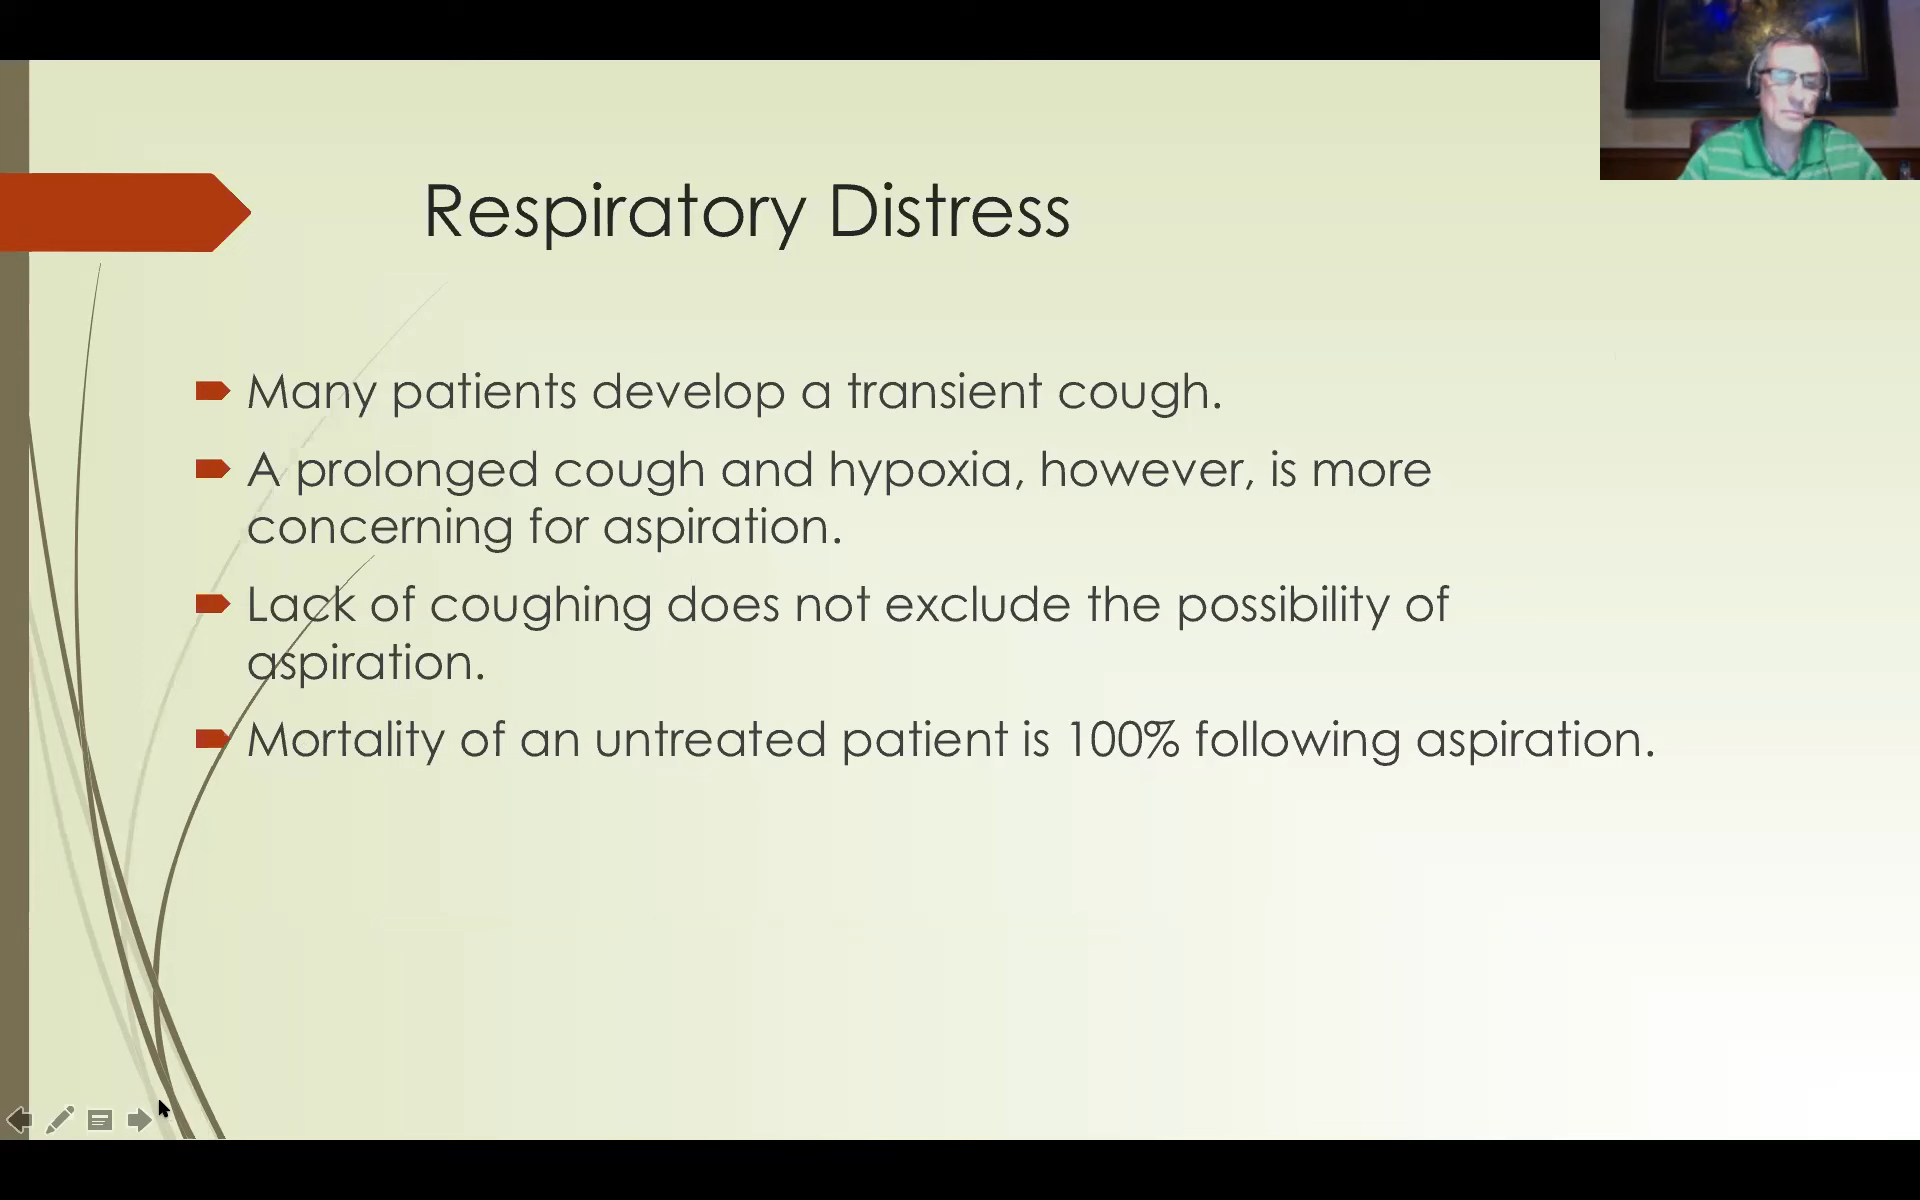 Respiratory Distress
Many patients develop a transient cough.
A prolonged cough and hypoxia, however, is more
concerning for aspiration.
Lack of coughing does not exclude the possibility of
aspiration.
Mortality of an untreated patient is 100% following aspiration.